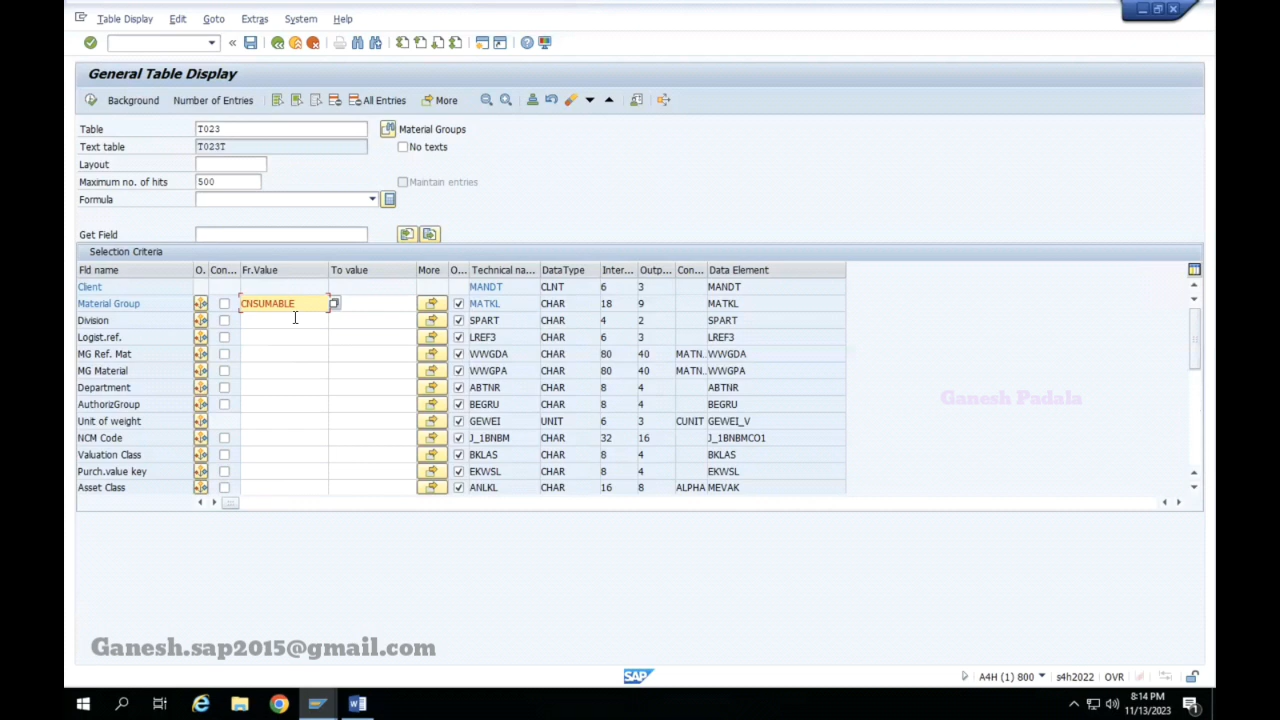 Table Display Edit Goto Extras System Help
General Table Display
Background Number of Entries All Entries More
Table T023 Material Groups
Text table T023T No texts
Layout
Maximum no. of hits 500 Maintain entries
Formula
Get Field
Selection Criteria
Fld name O. Con... Fr.Value To value More O... Technical na... DataType Inter... Outp... Con... Data Element
Client MANDT CLNT 6 3 MANDT
Material Group CNSUMABLE MATKL CHAR 18 9 MATKL
Division SPART CHAR 4 2 SPART
Logist.ref. LREF3 CHAR 6 3 LREF3
MG Ref. Mat WWGDA CHAR 80 40 MATN.. WWGDA
MG Material WWGPA CHAR 80 40 MATN.. WWGPA
Department ABTNR CHAR 8 4 ABTNR
AuthorizGroup BEGRU CHAR 8 4 BEGRU
Unit of weight GEWEI UNIT 6 3 CUNIT GEWEI_V
NCM Code J_1BNBM CHAR 32 16 J_1BNBMCO1
Valuation Class BKLAS CHAR 8 4 BKLAS
Purch.value key EKWSL CHAR 8 4 EKWSL
Asset Class ANLKL CHAR 16 8 ALPHA MEVAK
Ganesh Padala
Ganesh.sap2015@gmail.com
SAP A4H (1) 800 s4h2022 OVR
8:14 PM
11/13/2023
1